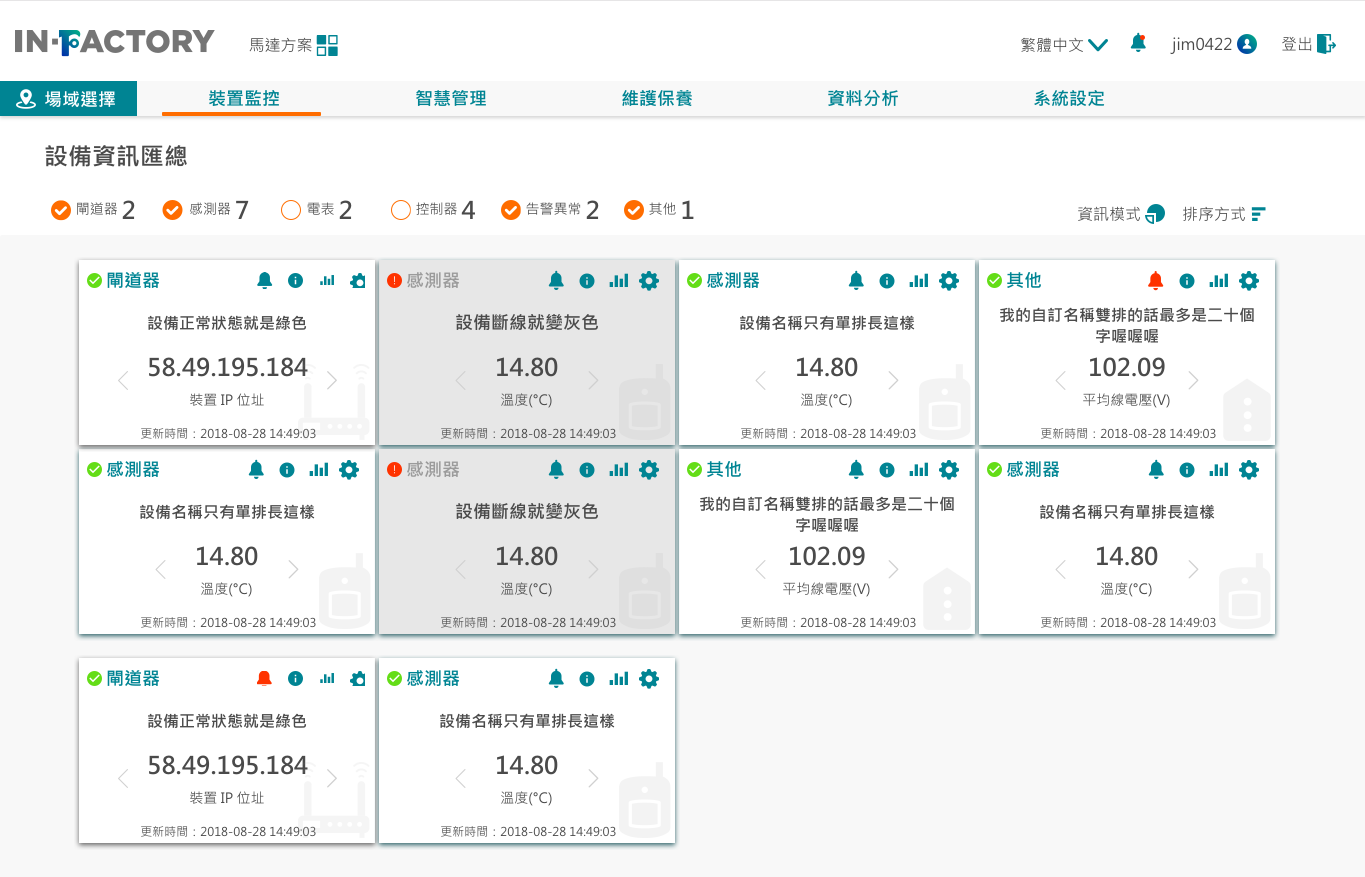 IN-FACTORY
馬達方案
繁體中文
jim0422
登出
場域選擇
裝置監控
智慧管理
維護保養
資料分析
系統設定
設備資訊匯總
閘道器 2
感測器 7
電表 2
控制器 4
告警異常 2
其他 1
資訊模式
排序方式
閘道器
設備正常狀態就是綠色
58.49.195.184
裝置 IP 位址
更新時間：2018-08-28 14:49:03
感測器
設備斷線就變灰色
14.80
溫度(°C)
更新時間：2018-08-28 14:49:03
感測器
設備名稱只有單排長這樣
14.80
溫度(°C)
更新時間：2018-08-28 14:49:03
其他
我的自訂名稱雙排的話最多是二十個
字喔喔喔
102.09
平均線電壓(V)
更新時間：2018-08-28 14:49:03
感測器
設備名稱只有單排長這樣
14.80
溫度(°C)
更新時間：2018-08-28 14:49:03
感測器
設備斷線就變灰色
14.80
溫度(°C)
更新時間：2018-08-28 14:49:03
其他
我的自訂名稱雙排的話最多是二十個
字喔喔喔
102.09
平均線電壓(V)
更新時間：2018-08-28 14:49:03
感測器
設備名稱只有單排長這樣
14.80
溫度(°C)
更新時間：2018-08-28 14:49:03
閘道器
設備正常狀態就是綠色
58.49.195.184
裝置 IP 位址
更新時間：2018-08-28 14:49:03
感測器
設備名稱只有單排長這樣
14.80
溫度(°C)
更新時間：2018-08-28 14:49:03